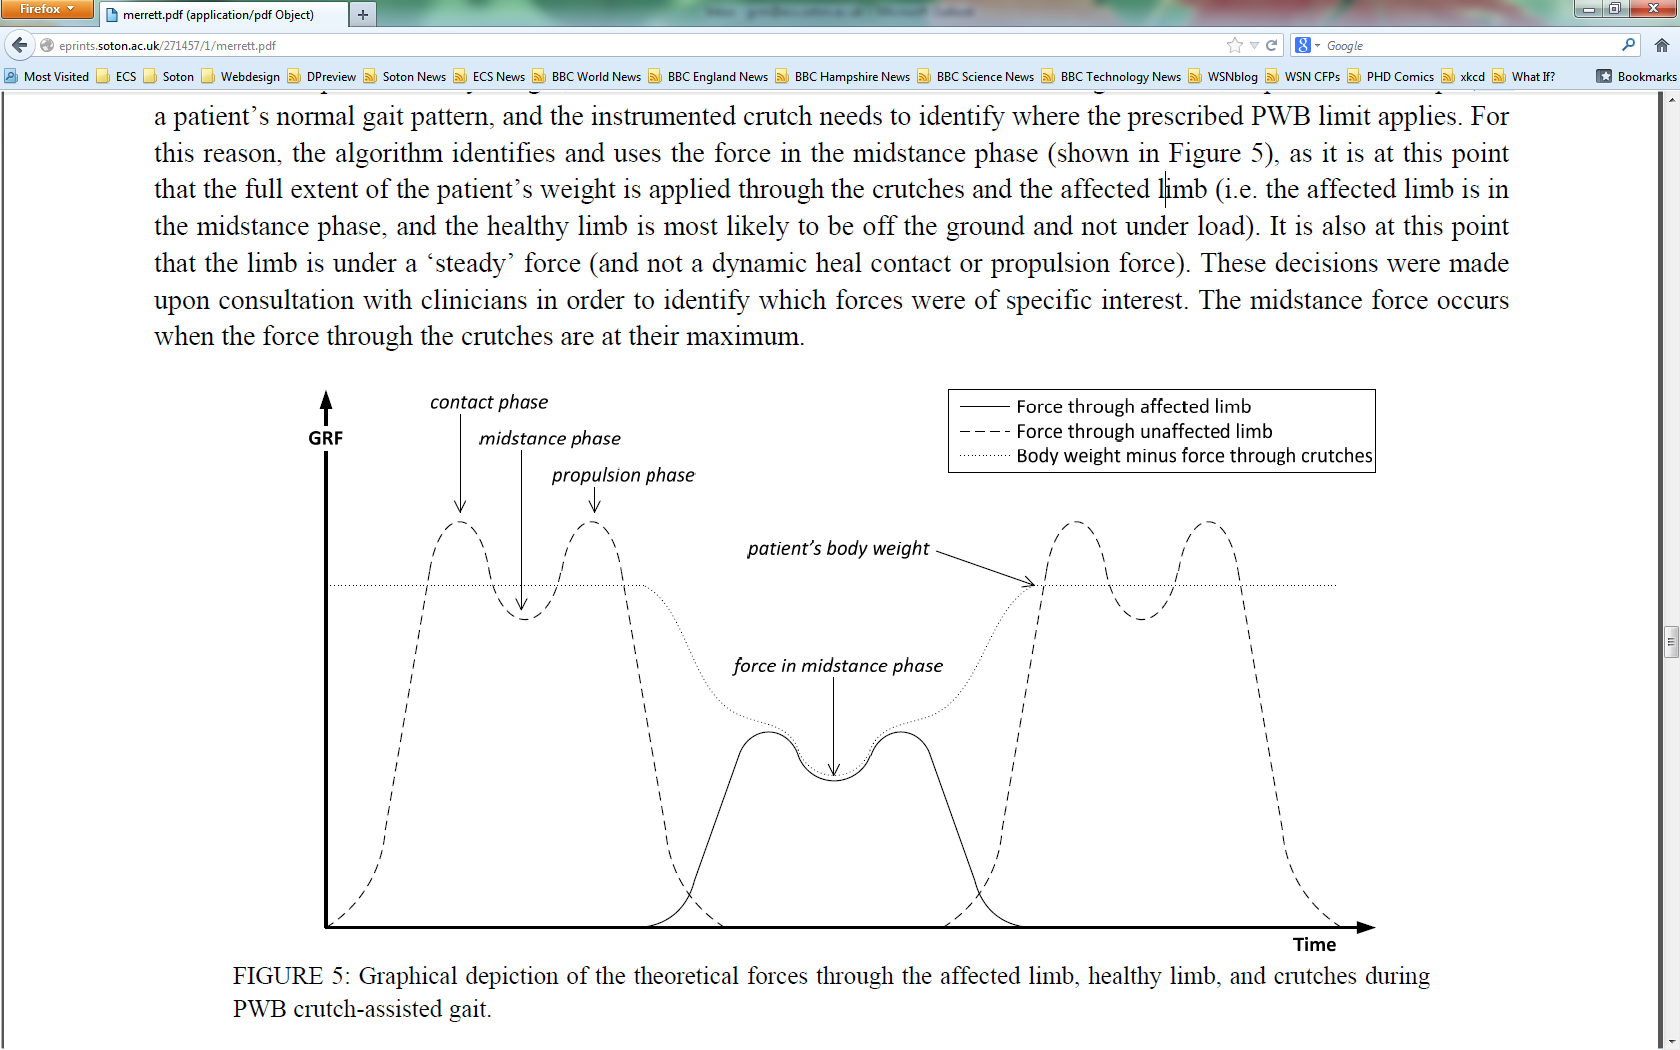 Firefox
merrett.pdf (application/pdf Object)
eprints.soton.ac.uk/271457/1/merrett.pdf
Google
Most Visited ECS Soton Webdesign DPreview Soton News ECS News BBC World News BBC England News BBC Hampshire News BBC Science News BBC Technology News WSNblog WSN CFPs PHD Comics xkcd What If? Bookmarks
a patient's normal gait pattern, and the instrumented crutch needs to identify where the prescribed PWB limit applies. For
this reason, the algorithm identifies and uses the force in the midstance phase (shown in Figure 5), as it is at this point
that the full extent of the patient's weight is applied through the crutches and the affected limb (i.e. the affected limb is in
the midstance phase, and the healthy limb is most likely to be off the ground and not under load). It is also at this point
that the limb is under a 'steady' force (and not a dynamic heal contact or propulsion force). These decisions were made
upon consultation with clinicians in order to identify which forces were of specific interest. The midstance force occurs
when the force through the crutches are at their maximum.
contact phase
GRF
midstance phase
propulsion phase
Force through affected limb
Force through unaffected limb
Body weight minus force through crutches
patient's body weight
force in midstance phase
Time
FIGURE 5: Graphical depiction of the theoretical forces through the affected limb, healthy limb, and crutches during
PWB crutch-assisted gait.